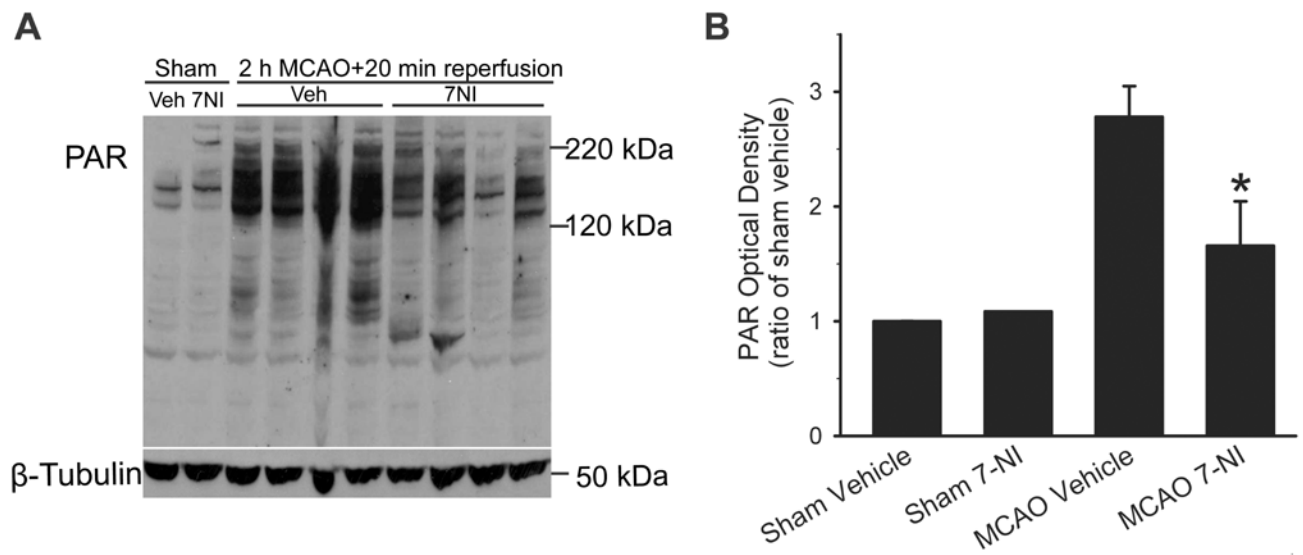 A
Sham 2 h MCAO+20 min reperfusion
Veh 7NI Veh 7NI
PAR
220 kDa
120 kDa
β-Tubulin
50 kDa
B
PAR Optical Density
(ratio of sham vehicle)
3
2
1
0
*
Sham Vehicle
Sham 7-NI
MCAO Vehicle
MCAO 7-NI